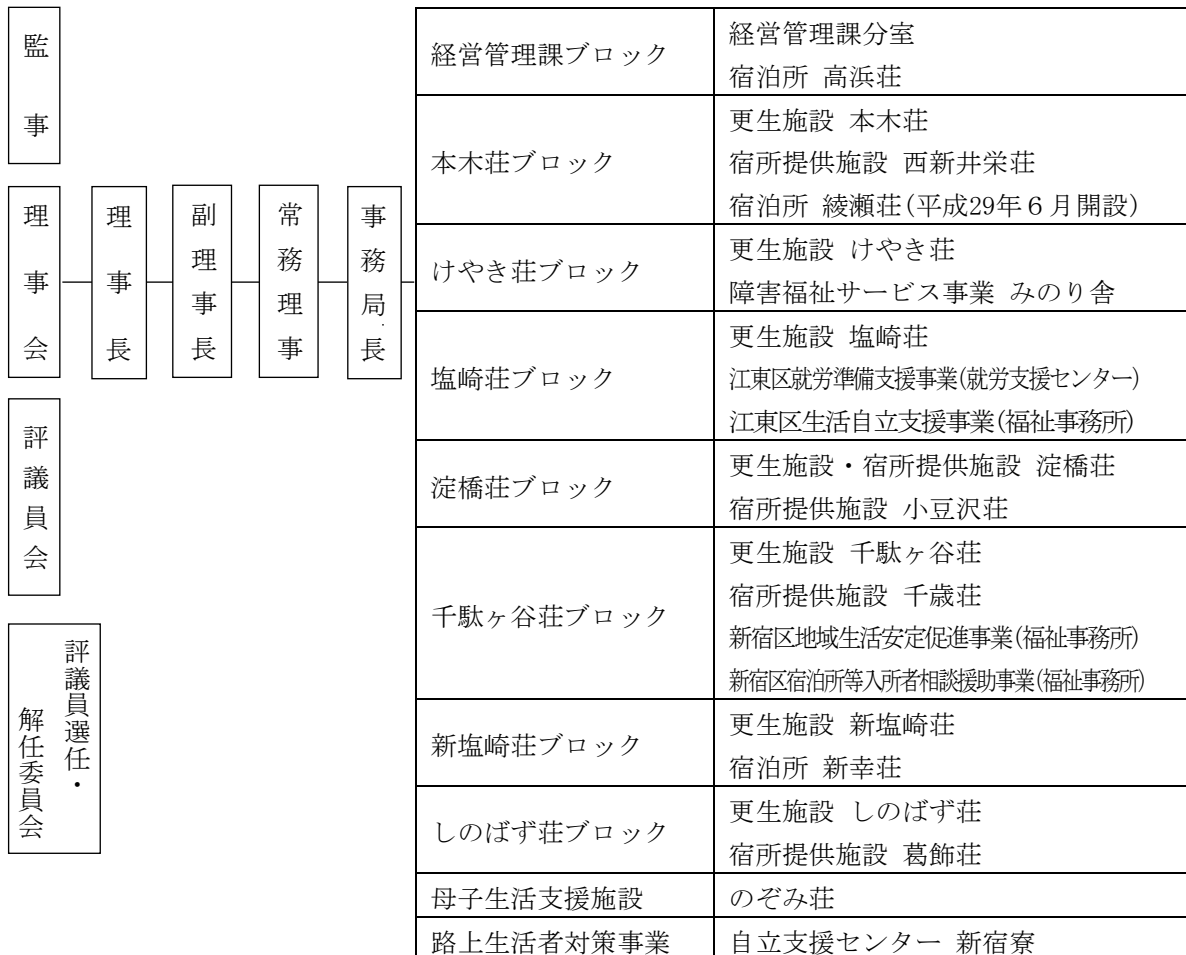 監事
理事会
理事長
副理事長
常務理事
事務局長
評議員会
評議員選任・
解任委員会
経営管理課ブロック
経営管理課分室
宿泊所 高浜荘
本木荘ブロック
更生施設 本木荘
宿所提供施設 西新井栄荘
宿泊所 綾瀬荘(平成29年6月開設)
けやき荘ブロック
更生施設 けやき荘
障害福祉サービス事業 みのり舎
塩崎荘ブロック
更生施設 塩崎荘
江東区就労準備支援事業(就労支援センター)
江東区生活自立支援事業(福祉事務所)
淀橋荘ブロック
更生施設・宿所提供施設 淀橋荘
宿所提供施設 小豆沢荘
千駄ヶ谷荘ブロック
更生施設 千駄ヶ谷荘
宿所提供施設 千歳荘
新宿区地域生活安定促進事業(福祉事務所)
新宿区宿泊所等入所者相談援助事業(福祉事務所)
新塩崎荘ブロック
更生施設 新塩崎荘
宿泊所 新幸荘
しのばず荘ブロック
更生施設 しのばず荘
宿所提供施設 葛飾荘
母子生活支援施設
のぞみ荘
路上生活者対策事業
自立支援センター 新宿寮